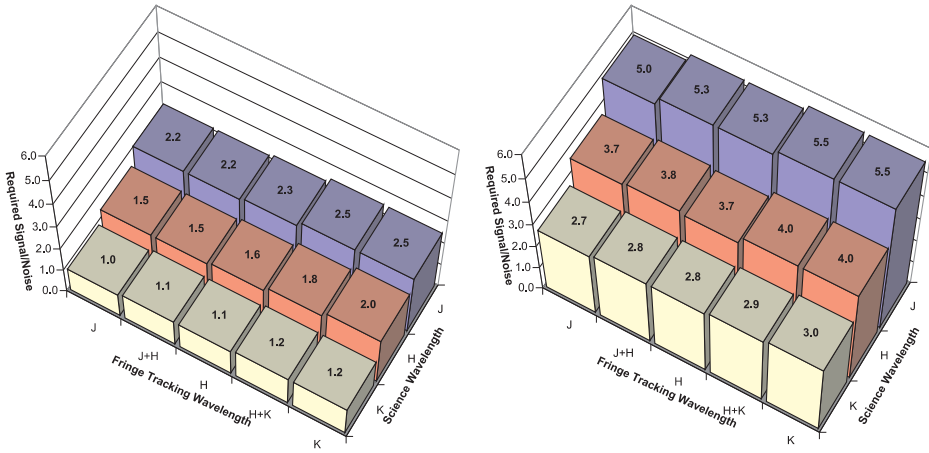 6.0
5.0
4.0
3.0
2.0
1.0
0.0
Required Signal/Noise
2.2
2.2
2.3
2.5
2.5
1.5
1.5
1.6
1.8
2.0
1.0
1.1
1.1
1.2
1.2
J
J+H
H
H+K
K
Fringe Tracking Wavelength
K
H
J
Science Wavelength
6.0
5.0
4.0
3.0
2.0
1.0
0.0
Required Signal/Noise
5.0
5.3
5.3
5.5
5.5
3.7
3.8
3.7
4.0
4.0
2.7
2.8
2.8
2.9
3.0
J
J+H
H
H+K
K
Fringe Tracking Wavelength
K
H
J
Science Wavelength